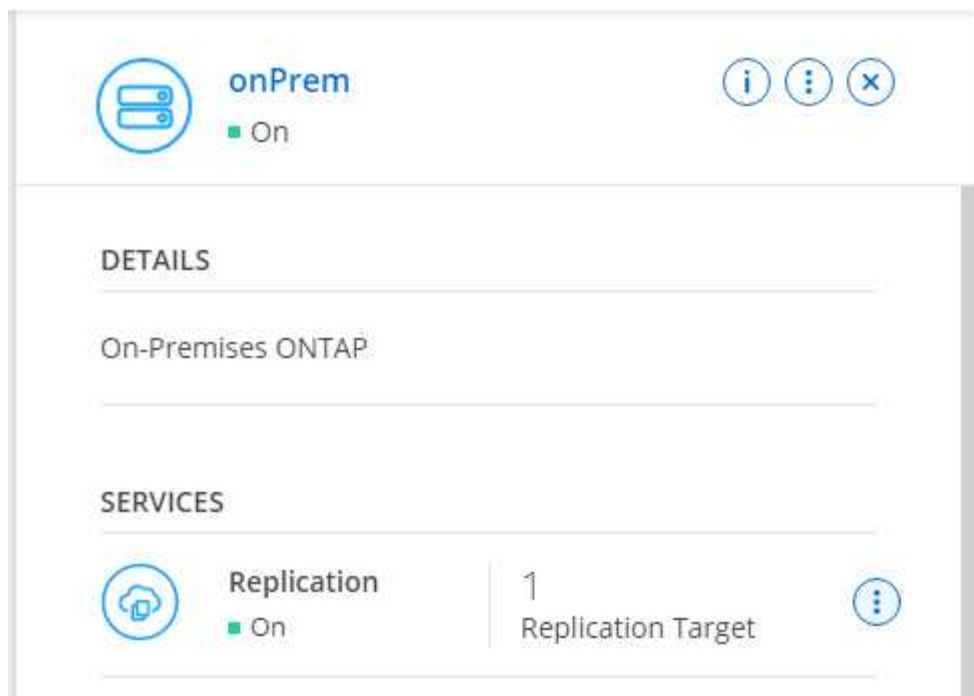 onPrem
On
DETAILS
On-Premises ONTAP
SERVICES
Replication
On
1
Replication Target